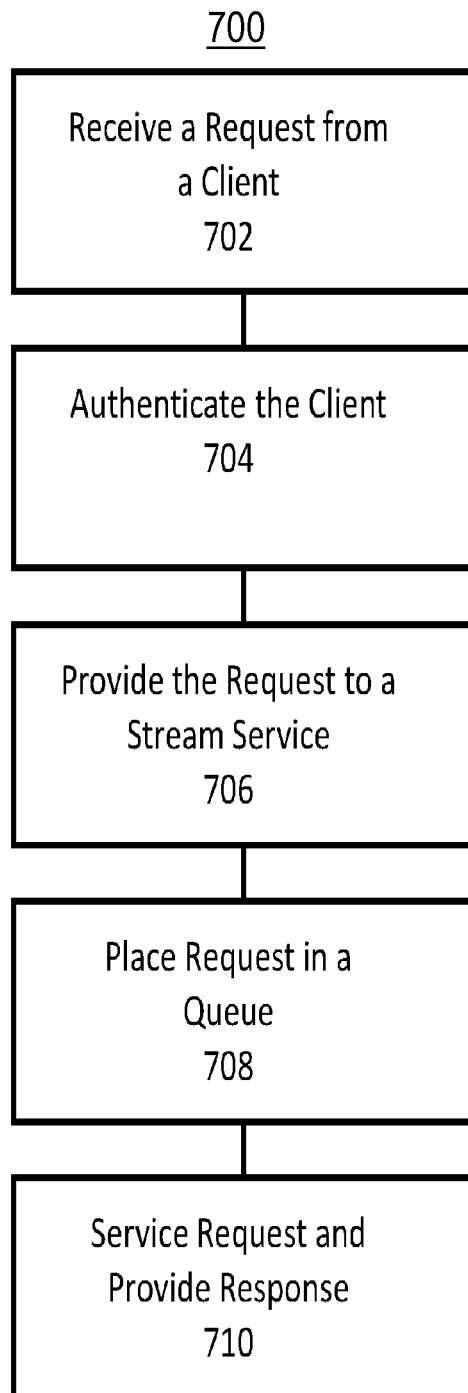 700
Receive a Request from
a Client
702
Authenticate the Client
704
Provide the Request to a
Stream Service
706
Place Request in a
Queue
708
Service Request and
Provide Response
710